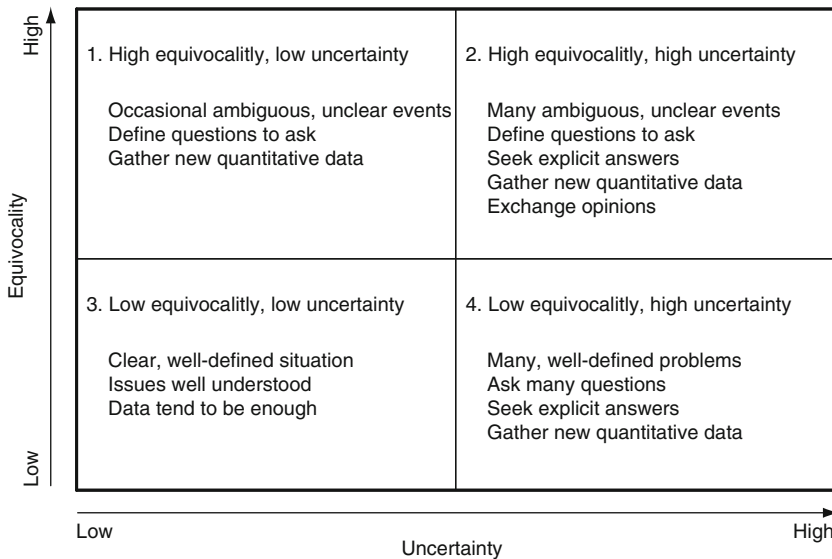 High
1. High equivocalitly, low uncertainty
Occasional ambiguous, unclear events
Define questions to ask
Gather new quantitative data
2. High equivocalitly, high uncertainty
Many ambiguous, unclear events
Define questions to ask
Seek explicit answers
Gather new quantitative data
Exchange opinions
Equivocality
3. Low equivocalitly, low uncertainty
Clear, well-defined situation
Issues well understood
Data tend to be enough
4. Low equivocalitly, high uncertainty
Many, well-defined problems
Ask many questions
Seek explicit answers
Gather new quantitative data
Low
Low
High
Uncertainty